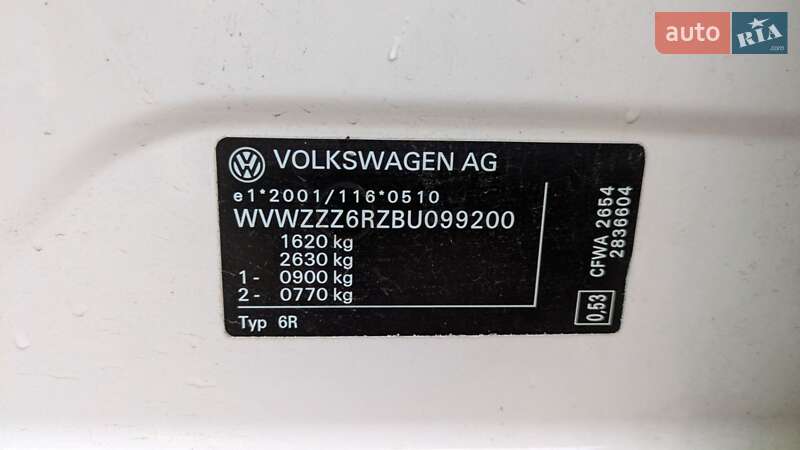 auto RIA .com
VOLKSWAGEN AG
e1*2001/116*0510
WVWZZZ6RZBU099200
1620 kg
2630 kg
1 - 0900 kg
2 - 0770 kg
Typ 6R
CFWA 2654
2836604
0,53